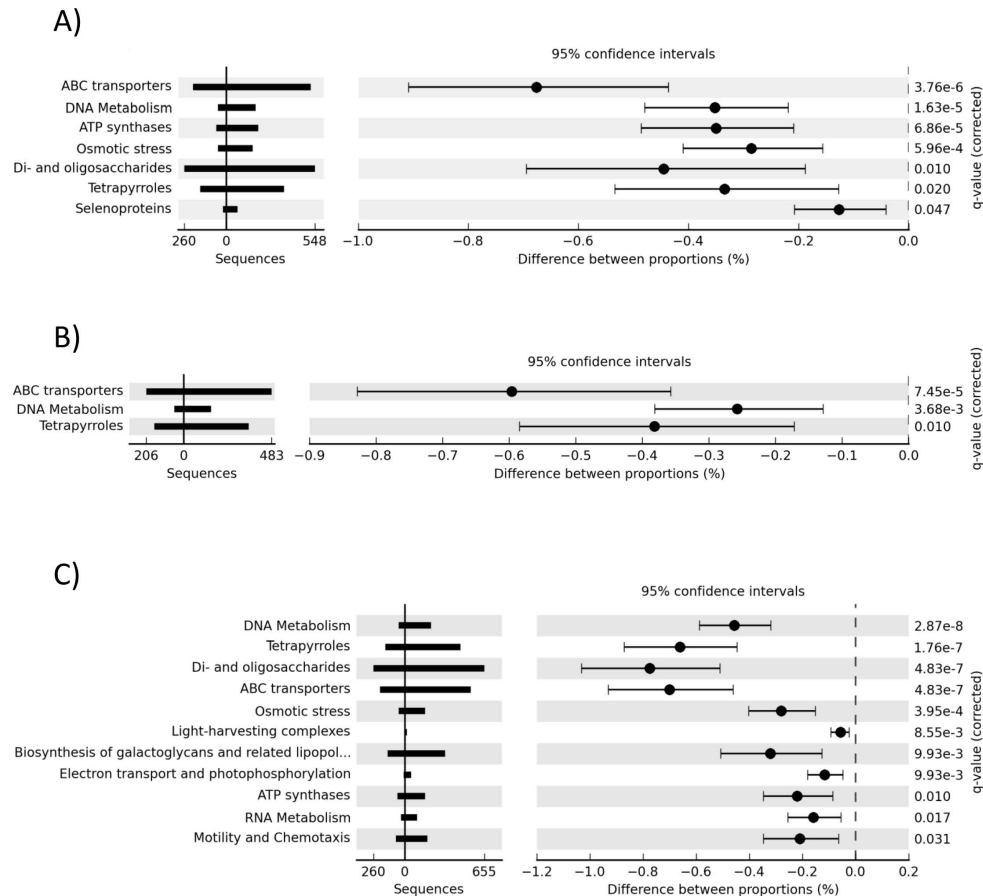 A)
95% confidence intervals
ABC transporters 3.76e-6
DNA Metabolism 1.63e-5
ATP synthases 6.86e-5
Osmotic stress 5.96e-4
Di- and oligosaccharides 0.010
Tetrapyrroles 0.020
Selenoproteins 0.047
q-value (corrected)
260 0 548 −1.0 −0.8 −0.6 −0.4 −0.2 0.0
Sequences Difference between proportions (%)
B)
95% confidence intervals
ABC transporters 7.45e-5
DNA Metabolism 3.68e-3
Tetrapyrroles 0.010
q-value (corrected)
206 0 483 −0.9 −0.8 −0.7 −0.6 −0.5 −0.4 −0.3 −0.2 −0.1 0.0
Sequences Difference between proportions (%)
C)
95% confidence intervals
DNA Metabolism 2.87e-8
Tetrapyrroles 1.76e-7
Di- and oligosaccharides 4.83e-7
ABC transporters 4.83e-7
Osmotic stress 3.95e-4
Light-harvesting complexes 8.55e-3
Biosynthesis of galactoglycans and related lipopol... 9.93e-3
Electron transport and photophosphorylation 9.93e-3
ATP synthases 0.010
RNA Metabolism 0.017
Motility and Chemotaxis 0.031
q-value (corrected)
260 0 655 −1.2 −1.0 −0.8 −0.6 −0.4 −0.2 0.0 0.2
Sequences Difference between proportions (%)